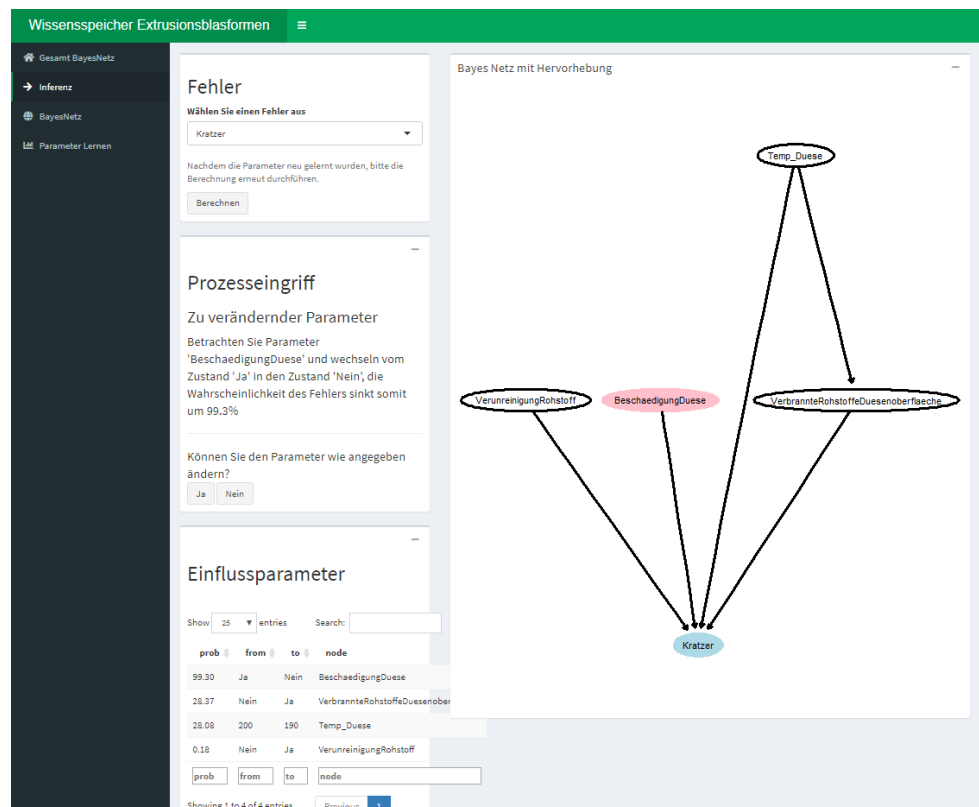 Wissensspeicher Extrusionsblasformen
Gesamt BayesNetz
Inferenz
BayesNetz
Parameter Lernen
Fehler
Wählen Sie einen Fehler aus
Kratzer
Nachdem die Parameter neu gelernt wurden, bitte die
Berechnung erneut durchführen.
Berechnen
Prozesseingriff
Zu verändernder Parameter
Betrachten Sie Parameter
'BeschaedigungDuese' und wechseln vom
Zustand 'Ja' in den Zustand 'Nein', die
Wahrscheinlichkeit des Fehlers sinkt somit
um 99.3%
Können Sie den Parameter wie angegeben
ändern?
Ja Nein
Einflussparameter
Show 25 entries Search:
prob from to node
99.30 Ja Nein BeschaedigungDuese
28.37 Nein Ja VerbrannteRohstoffeDuesenober
28.08 200 190 Temp_Duese
0.18 Nein Ja VerunreinigungRohstoff
prob from to node
Showing 1 to 4 of 4 entries Previous 1
Bayes Netz mit Hervorhebung
Temp_Duese
VerunreinigungRohstoff BeschaedigungDuese VerbrannteRohstoffeDuesenoberflaeche
Kratzer